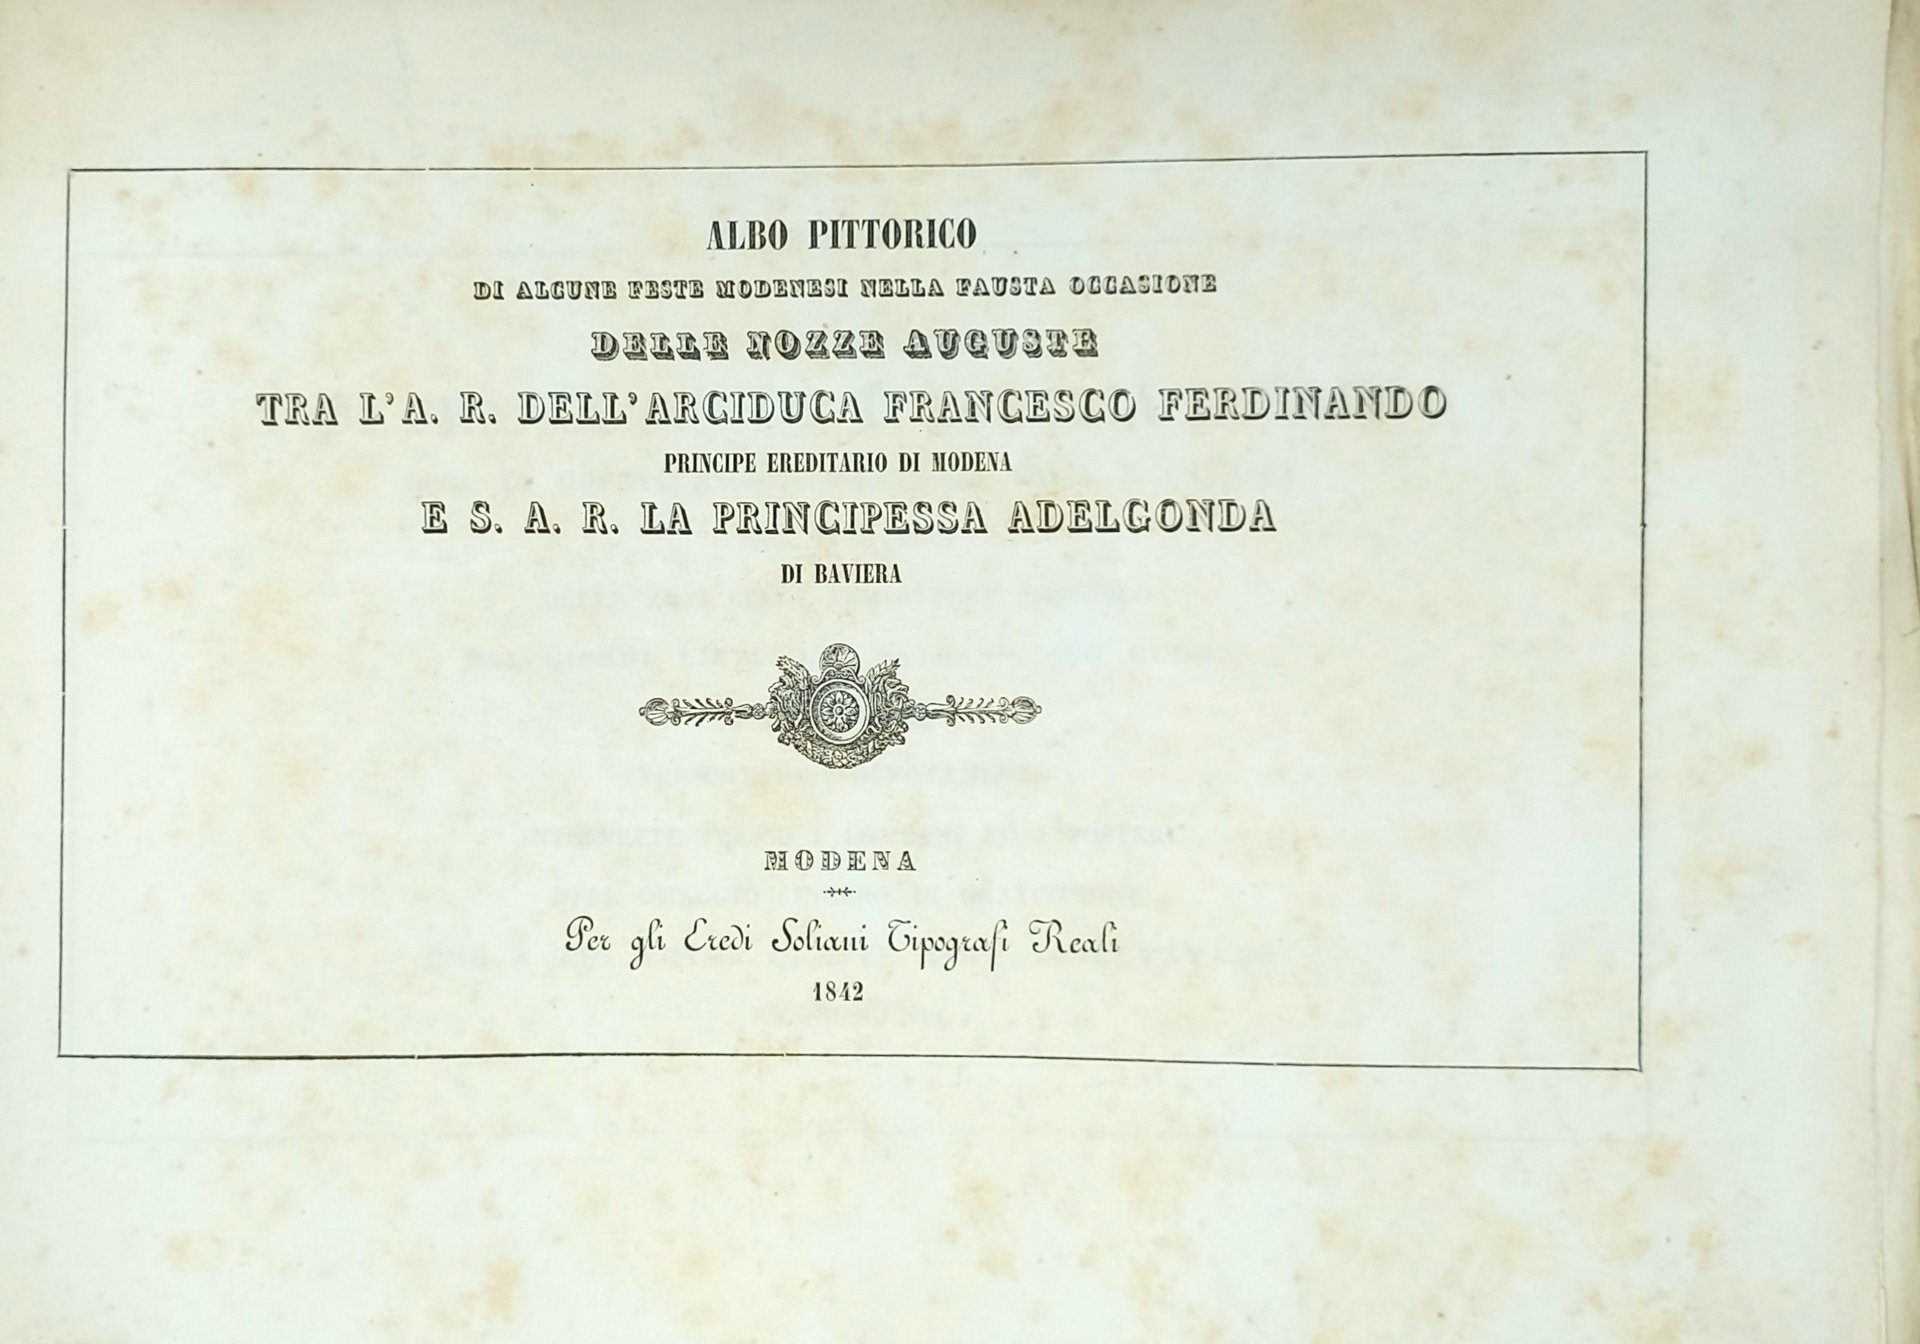 ALBO PITTORICO
DI ALCUNE FESTE MODENESI NELLA FAUSTA OCCASIONE
DELLE NOZZE AUGUSTE
TRA L'A. R. DELL'ARCIDUCA FRANCESCO FERDINANDO
PRINCIPE EREDITARIO DI MODENA
E S. A. R. LA PRINCIPESSA ADELGONDA
DI BAVIERA
MODENA
Per gli Eredi Soliani Tipografi Reali
1842